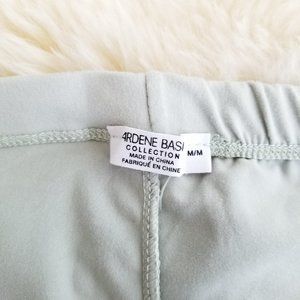 ARDENE BASI
COLLECTION
MADE IN CHINA
FABRIQUÉ EN CHINE
M/M